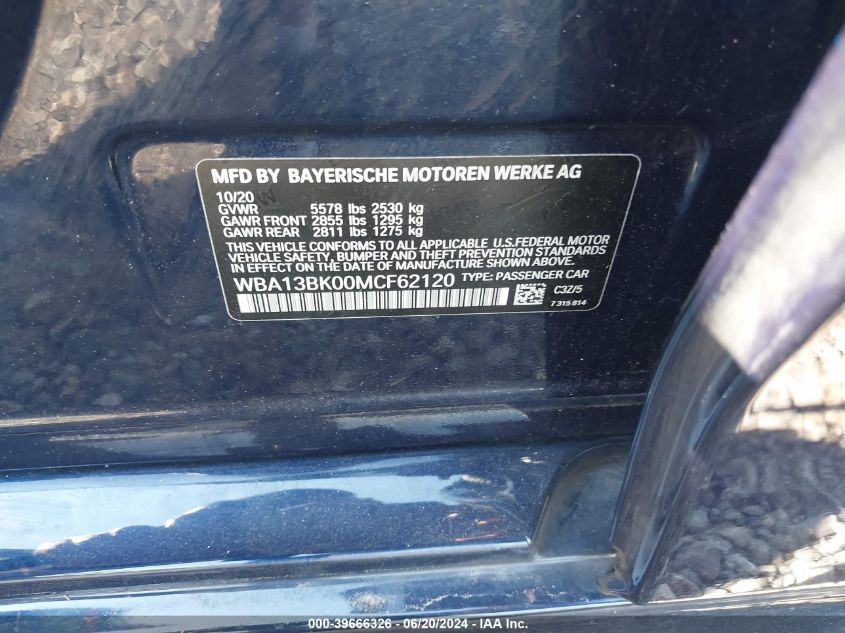 MFD BY BAYERISCHE MOTOREN WERKE AG
10/20
GVWR 5578 lbs 2530 kg
GAWR FRONT 2855 lbs 1295 kg
GAWR REAR 2811 lbs 1275 kg
THIS VEHICLE CONFORMS TO ALL APPLICABLE U.S.FEDERAL MOTOR
VEHICLE SAFETY, BUMPER AND THEFT PREVENTION STANDARDS
IN EFFECT ON THE DATE OF MANUFACTURE SHOWN ABOVE.
WBA13BK00MCF62120 TYPE: PASSENGER CAR
C3Z/5
7 315 814
000-39666326 - 06/20/2024 - IAA, Inc.